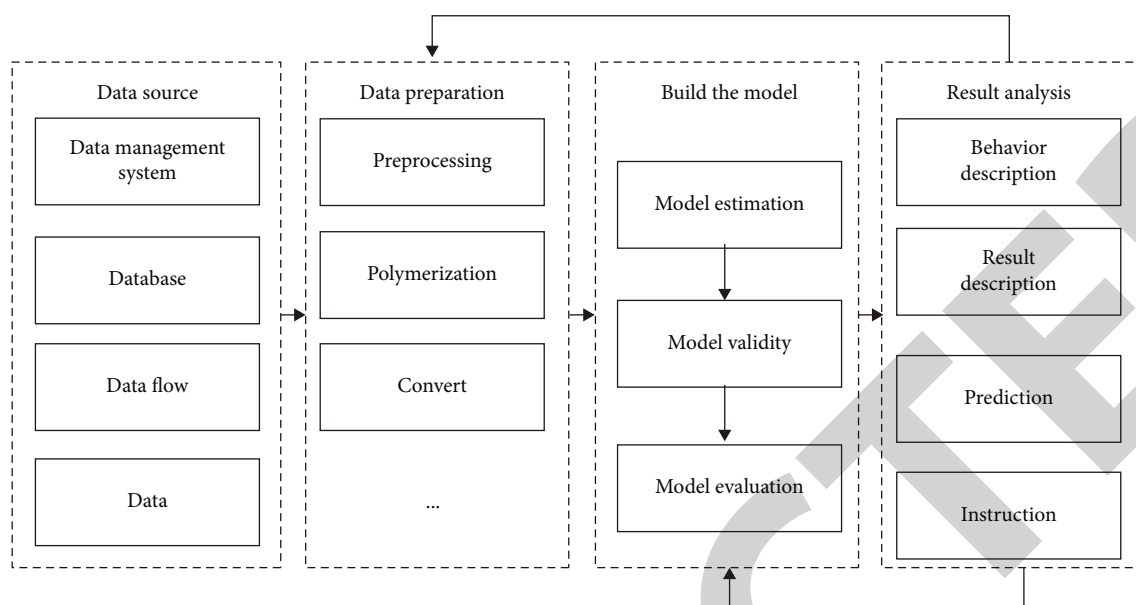 Data source
Data management
system
Database
Data flow
Data
Data preparation
Preprocessing
Polymerization
Convert
...
Build the model
Model estimation
Model validity
Model evaluation
Result analysis
Behavior
description
Result
description
Prediction
Instruction
CTE